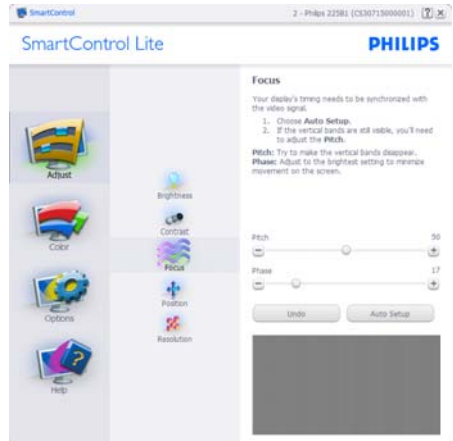 SmartControl
2 - Philips 225B1 (CS30715000001)
SmartControl Lite
PHILIPS
Adjust
Color
Options
Help
Brightness
Contrast
Focus
Position
Resolution
Focus
Your display's timing needs to be synchronized with
the video signal.
1. Choose Auto Setup.
2. If the vertical bands are still visible, you'll need
to adjust the Pitch.
Pitch: Try to make the vertical bands disappear.
Phase: Adjust to the brightest setting to minimize
movement on the screen.
Pitch 50
Phase 17
Undo Auto Setup